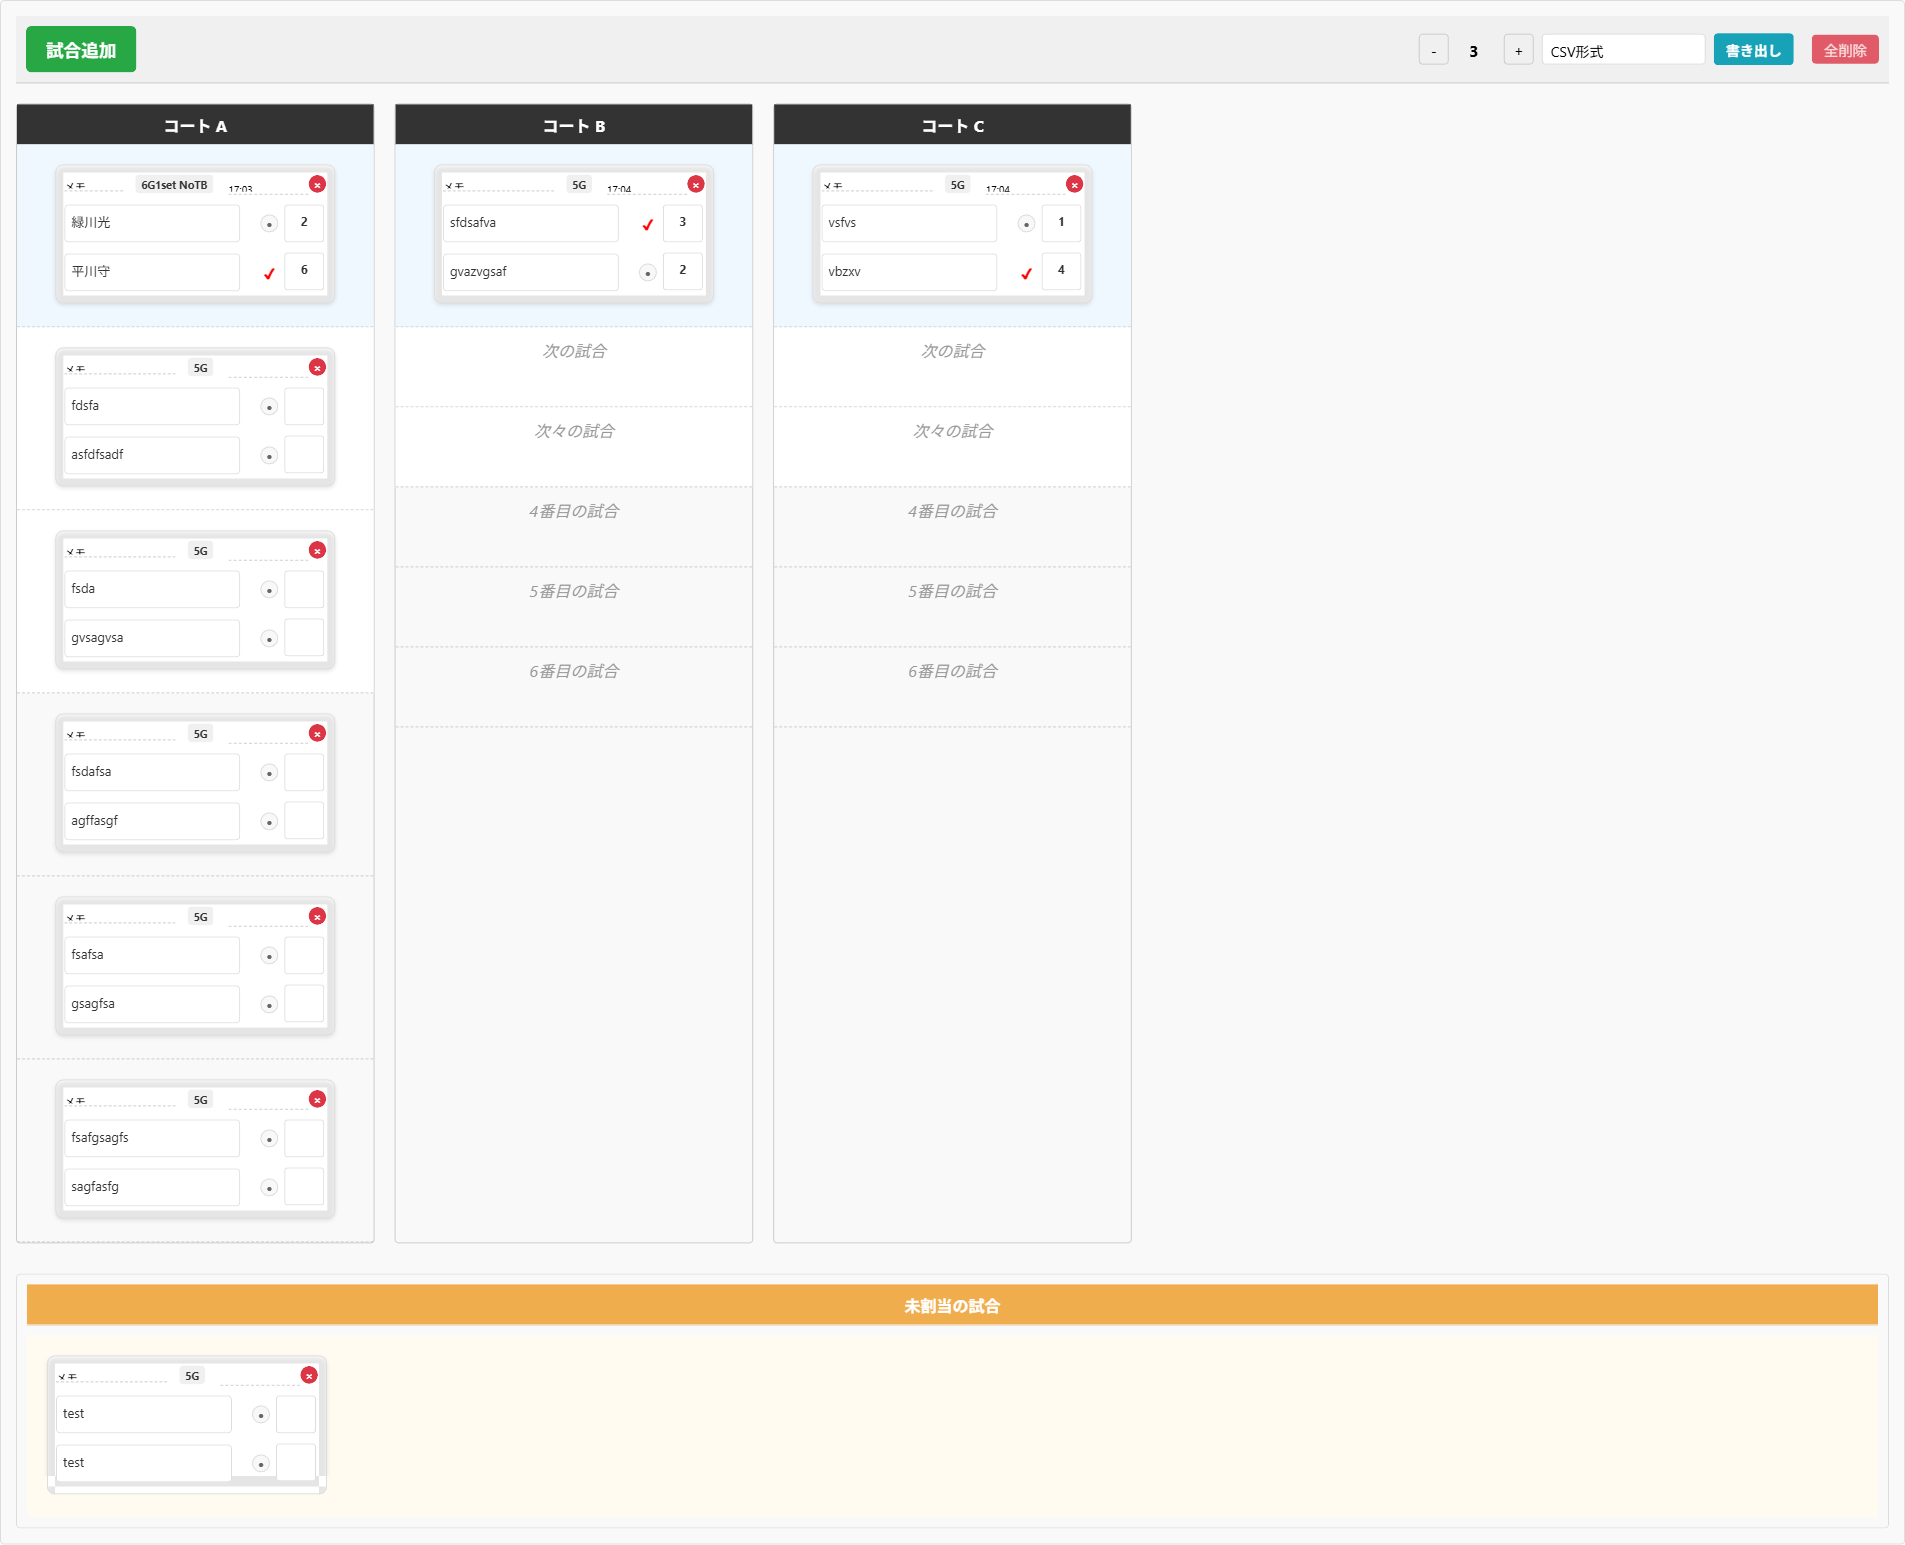 試合追加
- 3 + CSV形式 書き出し 全削除
コート A
メモ 6G1set NoTB 17:03 ×
緑川光 2
平川守 ✓ 6
メモ 5G ×
fdsfa
asfdfsadf
メモ 5G ×
fsda
gvsagvsa
メモ 5G ×
fsdafsa
agffasgf
メモ 5G ×
fsafsa
gsagfsa
メモ 5G ×
fsafgsagfs
sagfasfg
コート B
メモ 5G 17:04 ×
sfdsafva ✓ 3
gvazvgsaf 2
次の試合
次々の試合
4番目の試合
5番目の試合
6番目の試合
コート C
メモ 5G 17:04 ×
vsfvs 1
vbzxv ✓ 4
次の試合
次々の試合
4番目の試合
5番目の試合
6番目の試合
未割当の試合
メモ 5G ×
test
test